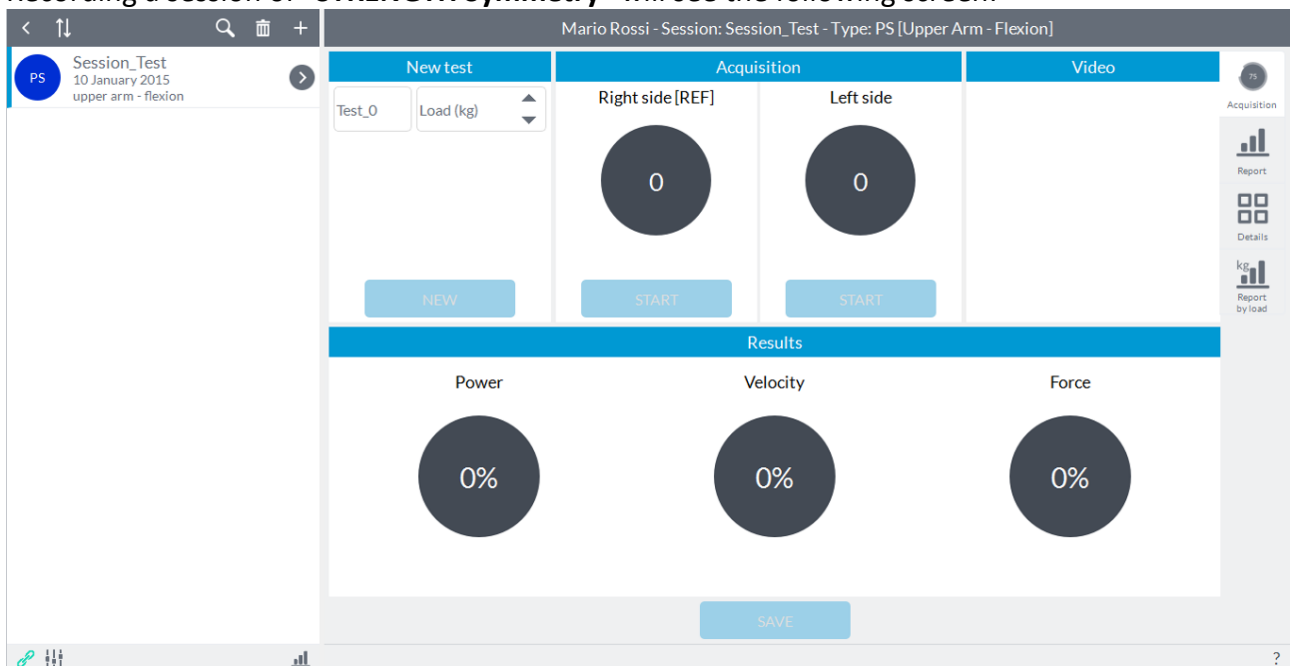 Mario Rossi - Session: Session_Test - Type: PS [Upper Arm - Flexion]
PS
Session_Test
10 January 2015
upper arm - flexion
New test
Acquisition
Video
Test_0
Load (kg)
Right side [REF]
Left side
0
0
NEW
START
START
Results
Power
Velocity
Force
0%
0%
0%
SAVE
75
Acquisition
Report
Details
kg
Report
by load
?